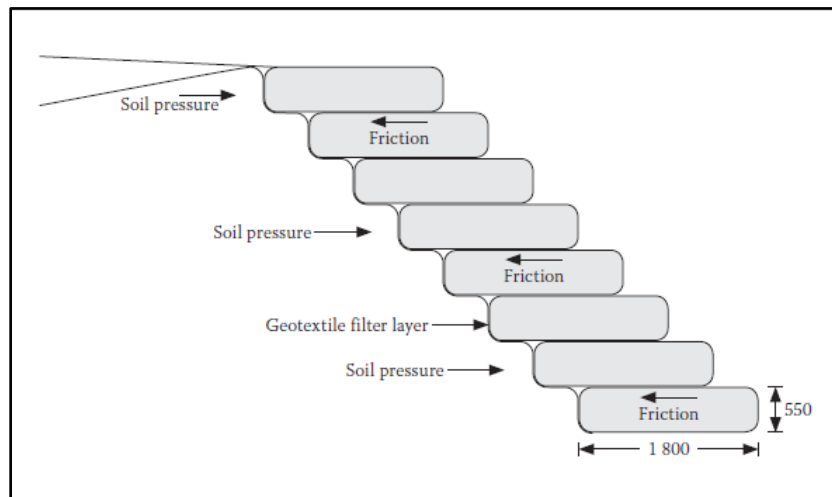 Soil pressure
Friction
Soil pressure
Friction
Geotextile filter layer
Soil pressure
Friction
550
1 800